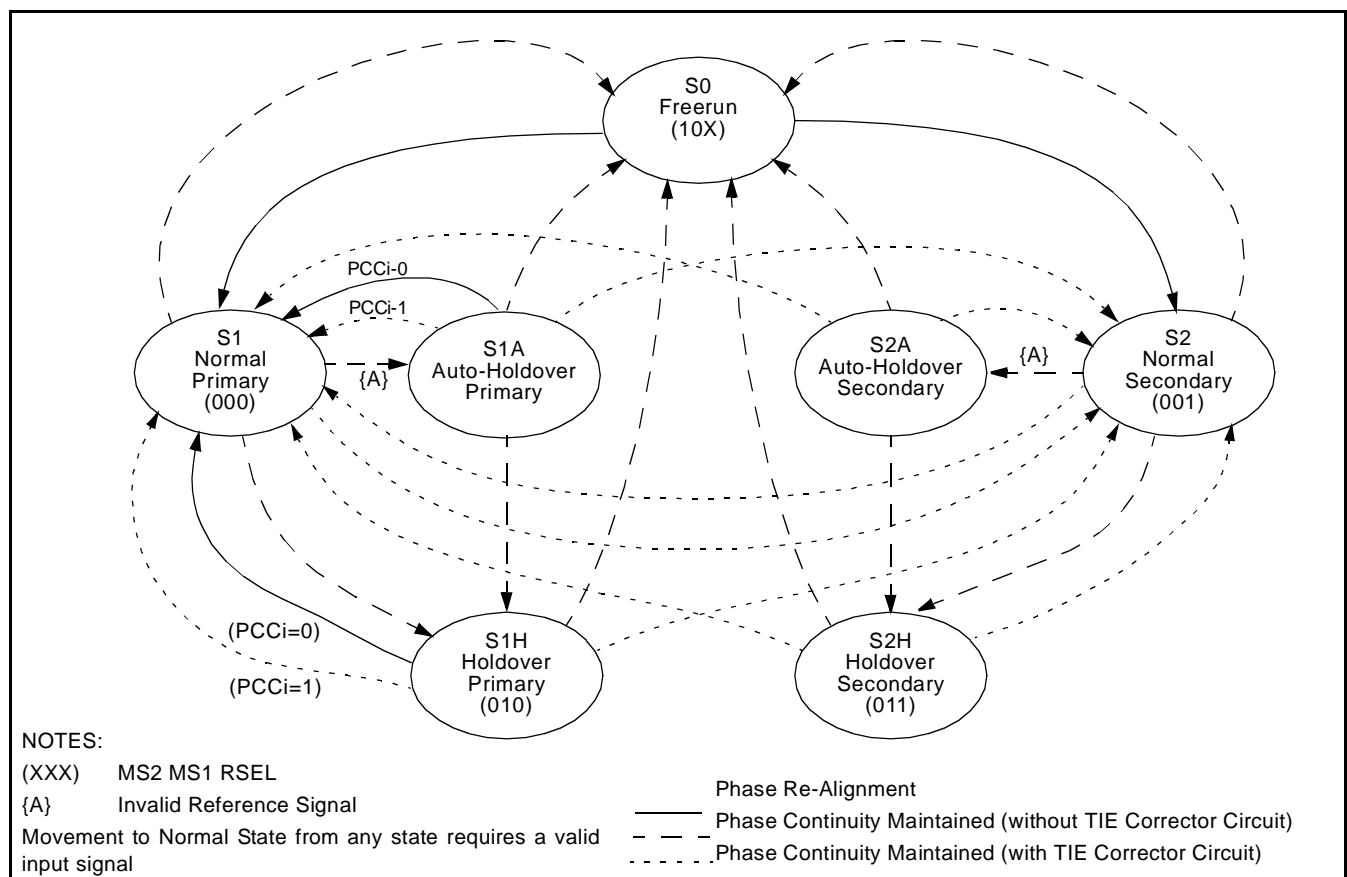 S0
Freerun
(10X)
PCCi-0
PCCi-1
S1
Normal
Primary
(000)
{A}
S1A
Auto-Holdover
Primary
S2A
Auto-Holdover
Secondary
{A}
S2
Normal
Secondary
(001)
(PCCi=0)
(PCCi=1)
S1H
Holdover
Primary
(010)
S2H
Holdover
Secondary
(011)
NOTES:
(XXX) MS2 MS1 RSEL
{A} Invalid Reference Signal
Movement to Normal State from any state requires a valid
input signal
Phase Re-Alignment
Phase Continuity Maintained (without TIE Corrector Circuit)
Phase Continuity Maintained (with TIE Corrector Circuit)